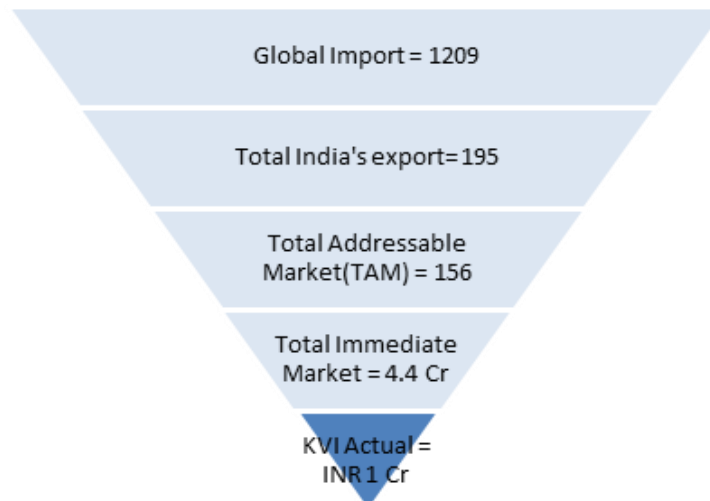 Global Import = 1209
Total India's export=195
Total Addressable
Market(TAM) = 156
Total Immediate
Market = 4.4 Cr
KVI Actual =
INR 1 Cr